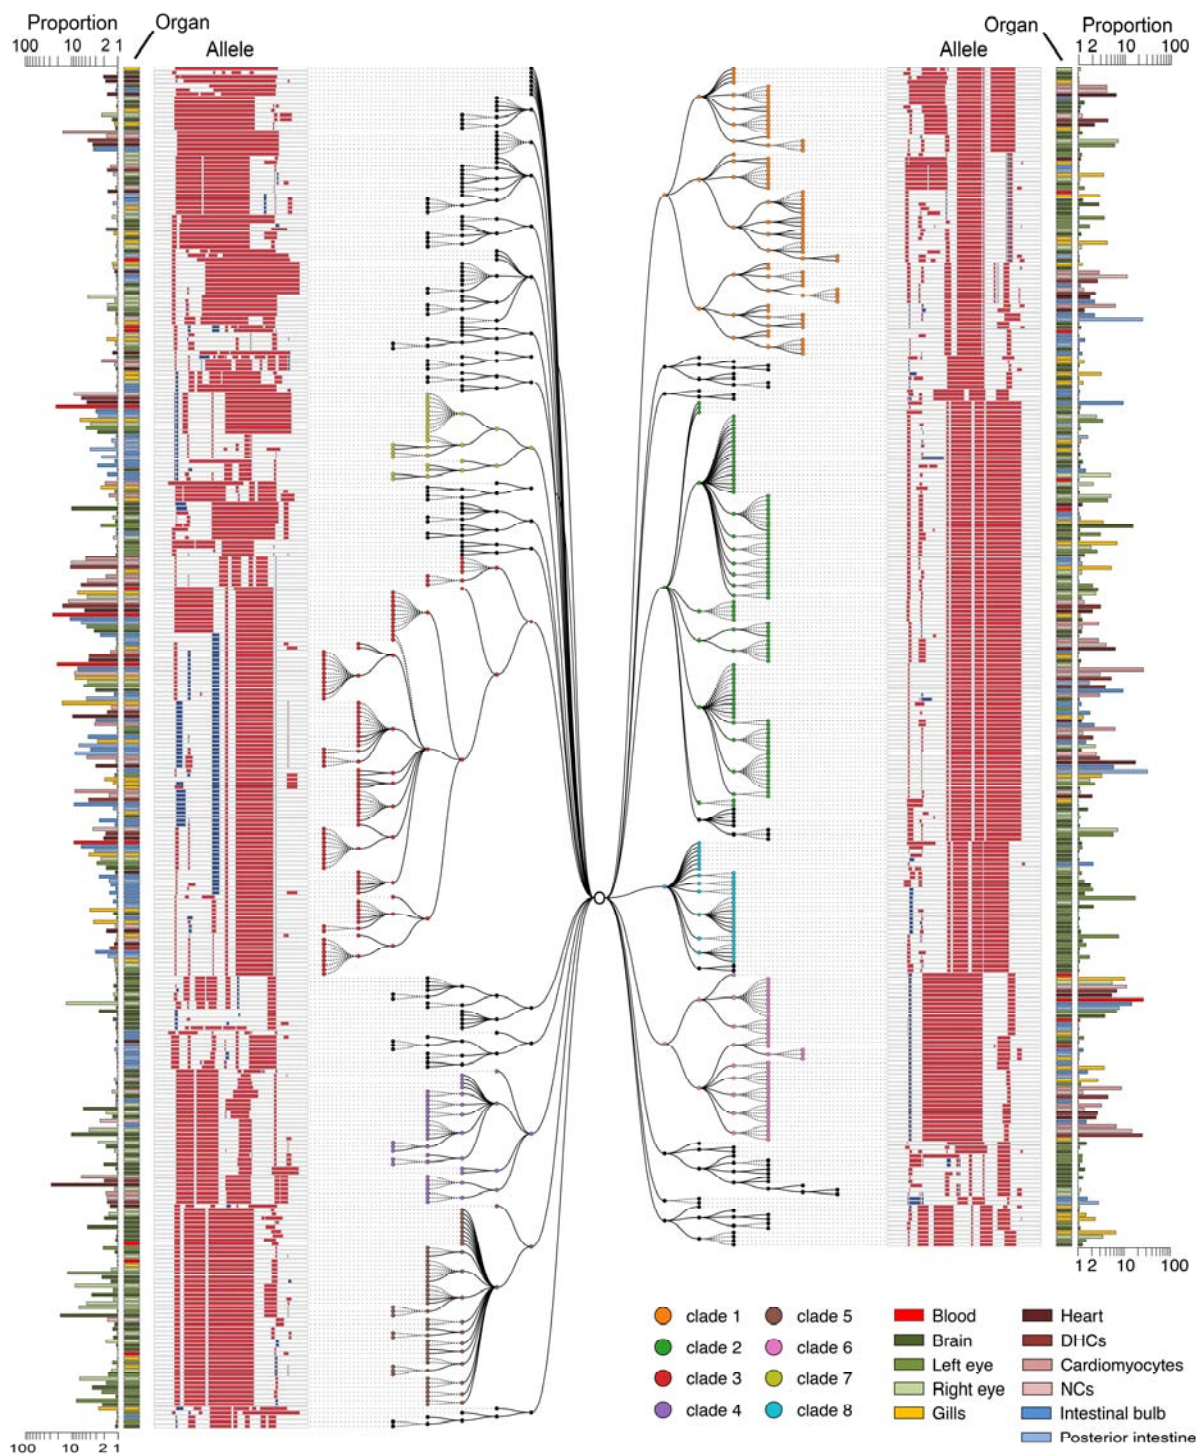 Proportion Organ
100 10 2 1
Allele
Organ Proportion
Allele
1 2 10 100
100 10 2 1
1 2 10 100
clade 1
clade 2
clade 3
clade 4
clade 5
clade 6
clade 7
clade 8
Blood
Brain
Left eye
Right eye
Gills
Heart
DHCs
Cardiomyocytes
NCs
Intestinal bulb
Posterior intestine